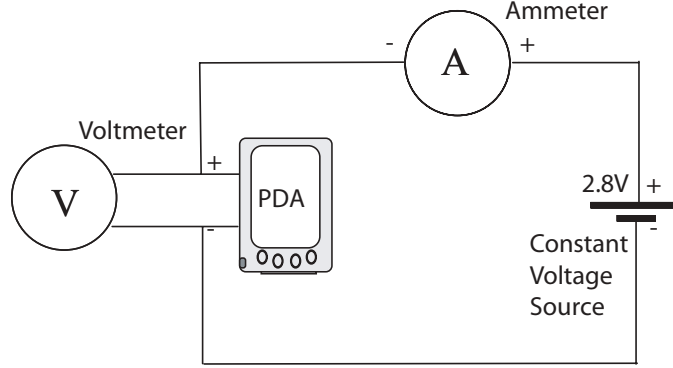 Ammeter
- A +
Voltmeter
+
V
PDA
-
2.8V +
-
Constant
Voltage
Source